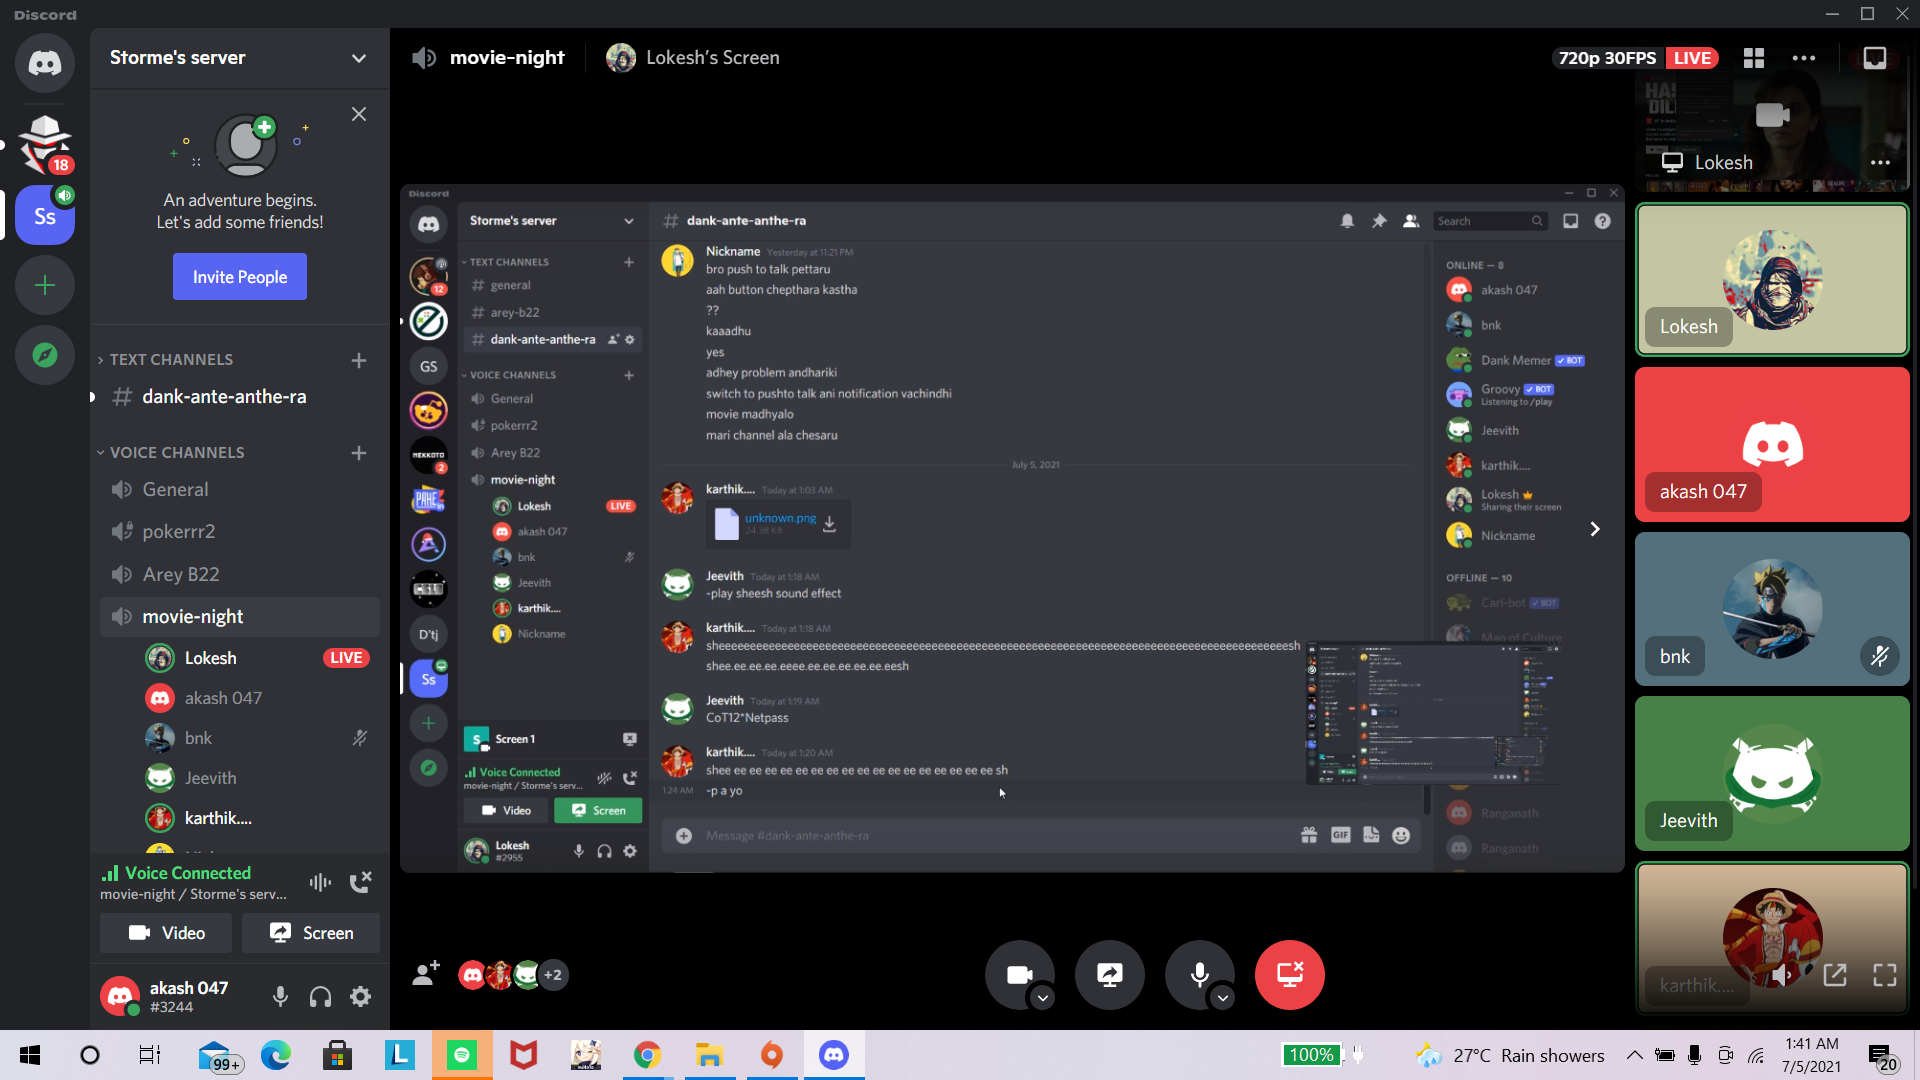 Discord
Storme's server
movie-night
Lokesh's Screen
720p 30FPS
LIVE
An adventure begins.
Let's add some friends!
Invite People
18
Ss
TEXT CHANNELS
dank-ante-anthe-ra
VOICE CHANNELS
General
pokerrr2
Arey B22
movie-night
Lokesh
LIVE
akash 047
bnk
Jeevith
karthik....
Voice Connected
movie-night / Storme's serv...
Video
Screen
akash 047
#3244
Discord
Storme's server
12
GS
2
D'tj
Ss
TEXT CHANNELS
general
arey-b22
dank-ante-anthe-ra
VOICE CHANNELS
General
pokerrr2
Arey B22
movie-night
Lokesh
LIVE
akash 047
bnk
Jeevith
karthik....
Nickname
S
Screen 1
Voice Connected
movie-night / Storme's serv...
Video
Screen
Lokesh
#2955
dank-ante-anthe-ra
Search
Nickname Yesterday at 11:21 PM
bro push to talk pettaru
aah button chepthara kastha
??
kaaadhu
yes
adhey problem andhariki
switch to pushto talk ani notification vachindhi
movie madhyalo
mari channel ala chesaru
July 5, 2021
karthik.... Today at 1:03 AM
unknown.png
24.38 KB
Jeevith Today at 1:18 AM
-play sheesh sound effect
karthik.... Today at 1:18 AM
shee.ee.ee.ee.eeee.ee.ee.ee.ee.ee.eesh
Jeevith Today at 1:19 AM
CoT12*Netpass
karthik.... Today at 1:20 AM
shee ee ee ee ee ee ee ee ee ee ee ee ee ee ee ee ee ee sh
1:24 AM -p a yo
Message #dank-ante-anthe-ra
GIF
ONLINE — 8
akash 047
bnk
Dank Memer BOT
Groovy BOT
Listening to /play
Jeevith
karthik....
Lokesh
Sharing their screen
Nickname
OFFLINE — 10
Carl-bot BOT
Man of Culture
Ranganath
Ranganath
Lokesh
Lokesh
akash 047
bnk
Jeevith
karthik....
+2
99+
L
100%
27°C Rain showers
1:41 AM
7/5/2021
20